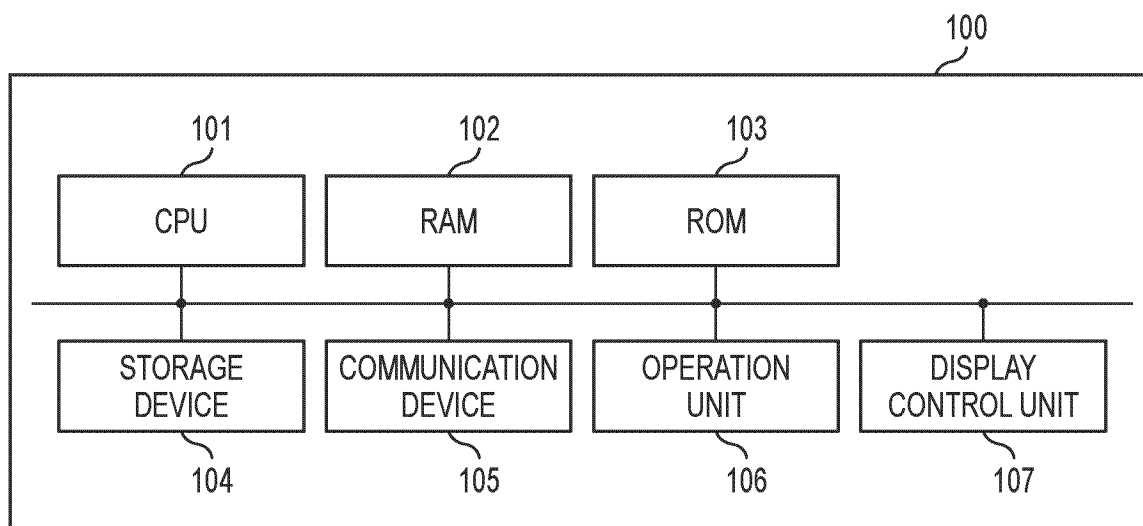 100
101
102
103
CPU
RAM
ROM
STORAGE
DEVICE
COMMUNICATION
DEVICE
OPERATION
UNIT
DISPLAY
CONTROL UNIT
104
105
106
107